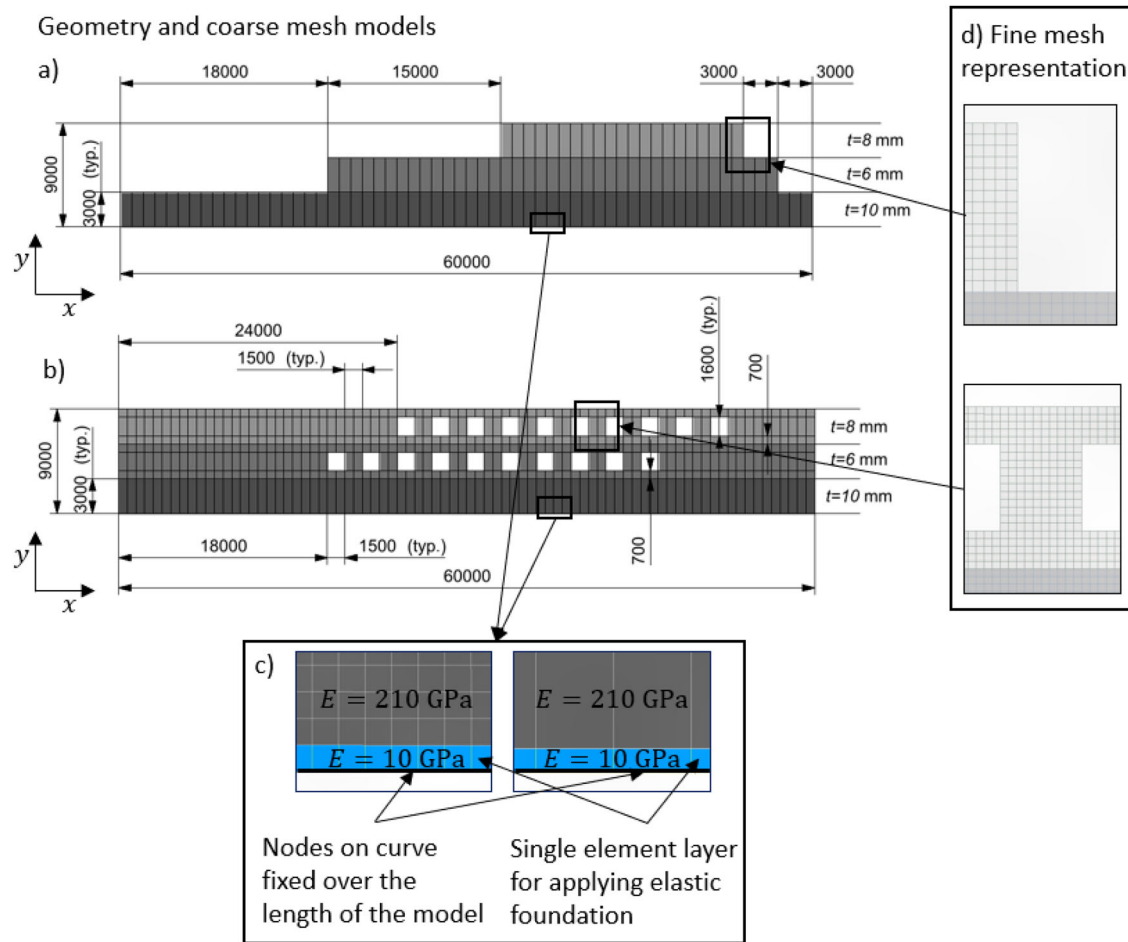 Geometry and coarse mesh models
a)
18000
15000
3000
3000
9000
3000 (typ.)
t=8 mm
t=6 mm
t=10 mm
60000
y
x
b)
24000
1500 (typ.)
1600 (typ.)
700
9000
3000
t=8 mm
t=6 mm
t=10 mm
18000
1500 (typ.)
700
60000
y
x
c)
E = 210 GPa
E = 10 GPa
E = 210 GPa
E = 10 GPa
Nodes on curve
fixed over the
length of the model
Single element layer
for applying elastic
foundation
d) Fine mesh
representation